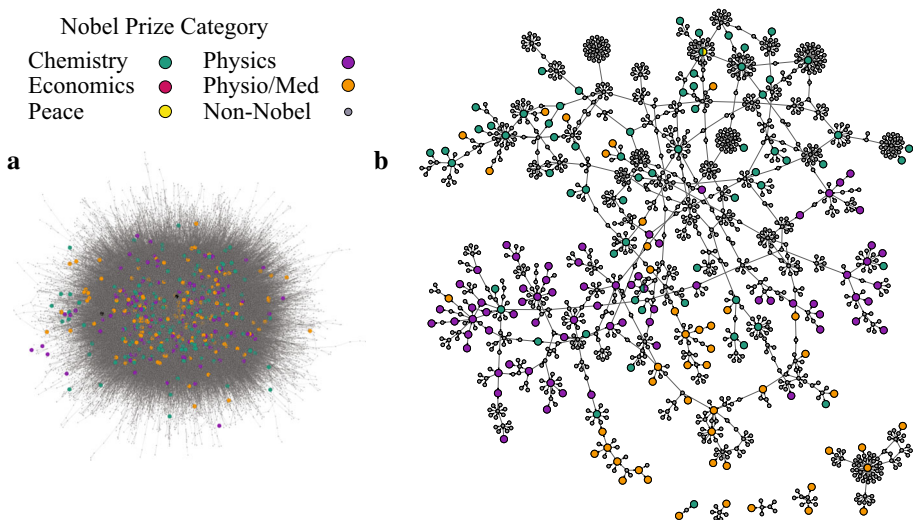 Nobel Prize Category
Chemistry Physics
Economics Physio/Med
Peace Non-Nobel
a
b